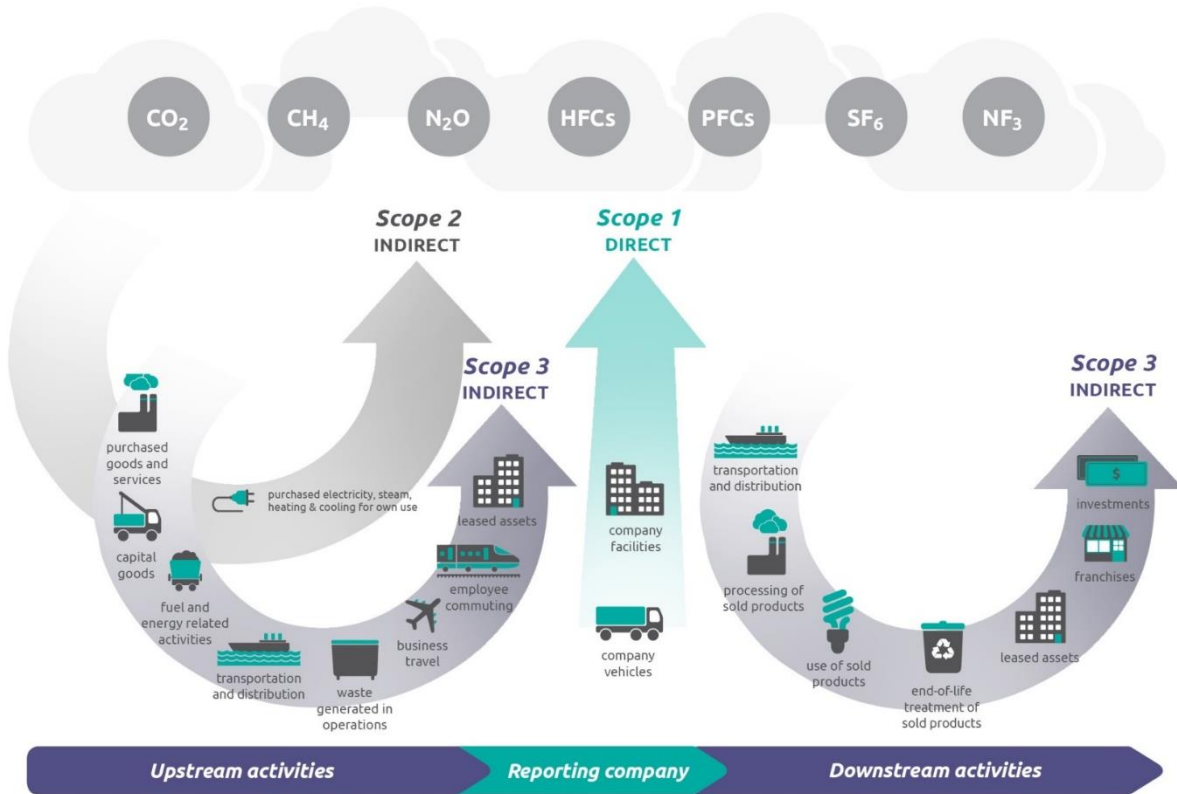 CO₂
CH₄
N₂O
HFCs
PFCs
SF₆
NF₃
Scope 2
INDIRECT
Scope 1
DIRECT
Scope 3
INDIRECT
Scope 3
INDIRECT
purchased
goods and
services
capital
goods
fuel and
energy related
activities
purchased electricity, steam,
heating & cooling for own use
transportation
and distribution
waste
generated in
operations
business
travel
employee
commuting
leased assets
company
facilities
company
vehicles
transportation
and distribution
processing of
sold products
use of sold
products
end-of-life
treatment of
sold products
leased assets
franchises
$
investments
Upstream activities
Reporting company
Downstream activities